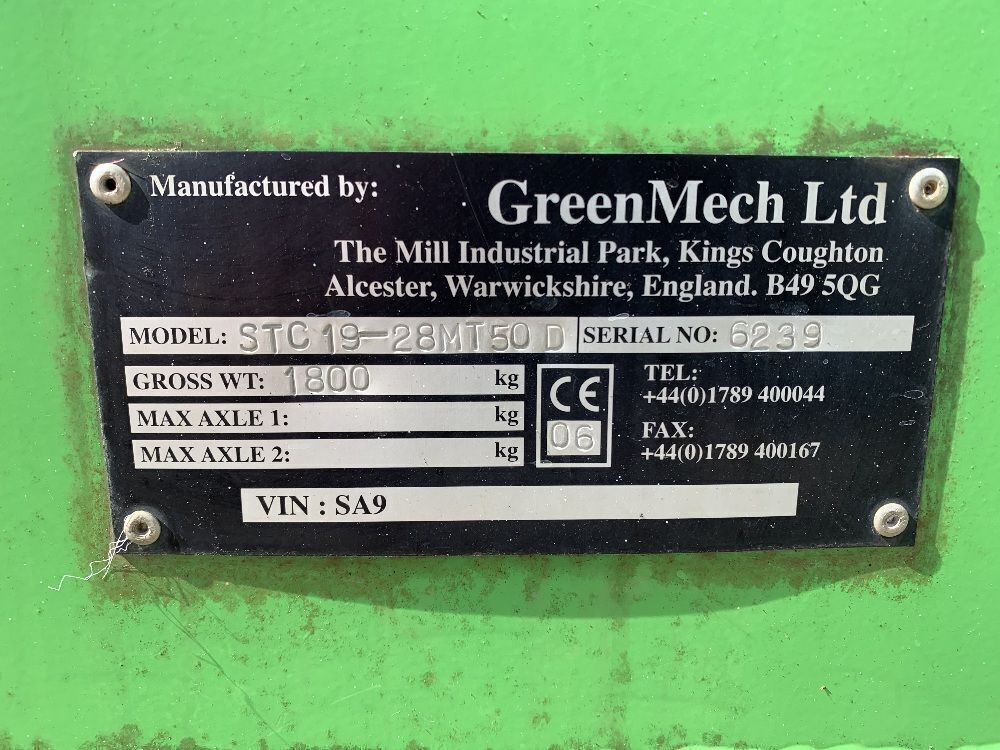 Manufactured by:
GreenMech Ltd
The Mill Industrial Park, Kings Coughton
Alcester, Warwickshire, England. B49 5QG
MODEL: STC 19-28MT50 D SERIAL NO: 6239
GROSS WT: 1800 kg
MAX AXLE 1: kg
MAX AXLE 2: kg
CE
06
TEL:
+44(0)1789 400044
FAX:
+44(0)1789 400167
VIN : SA9